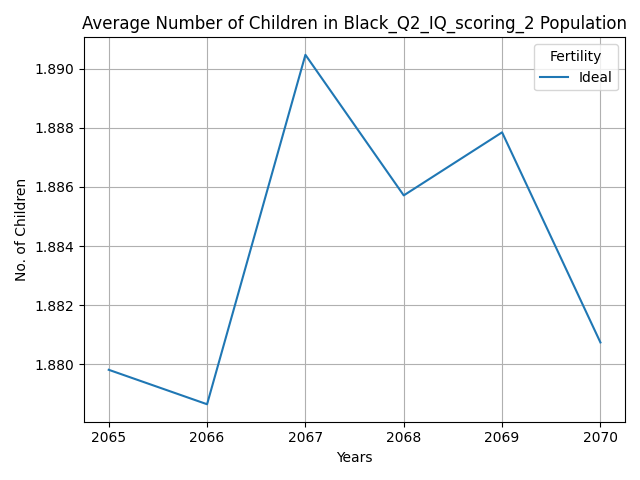 Average Number of Children in Black_Q2_IQ_scoring_2 Population
Fertility
Ideal
No. of Children
1.890
1.888
1.886
1.884
1.882
1.880
2065 2066 2067 2068 2069 2070
Years